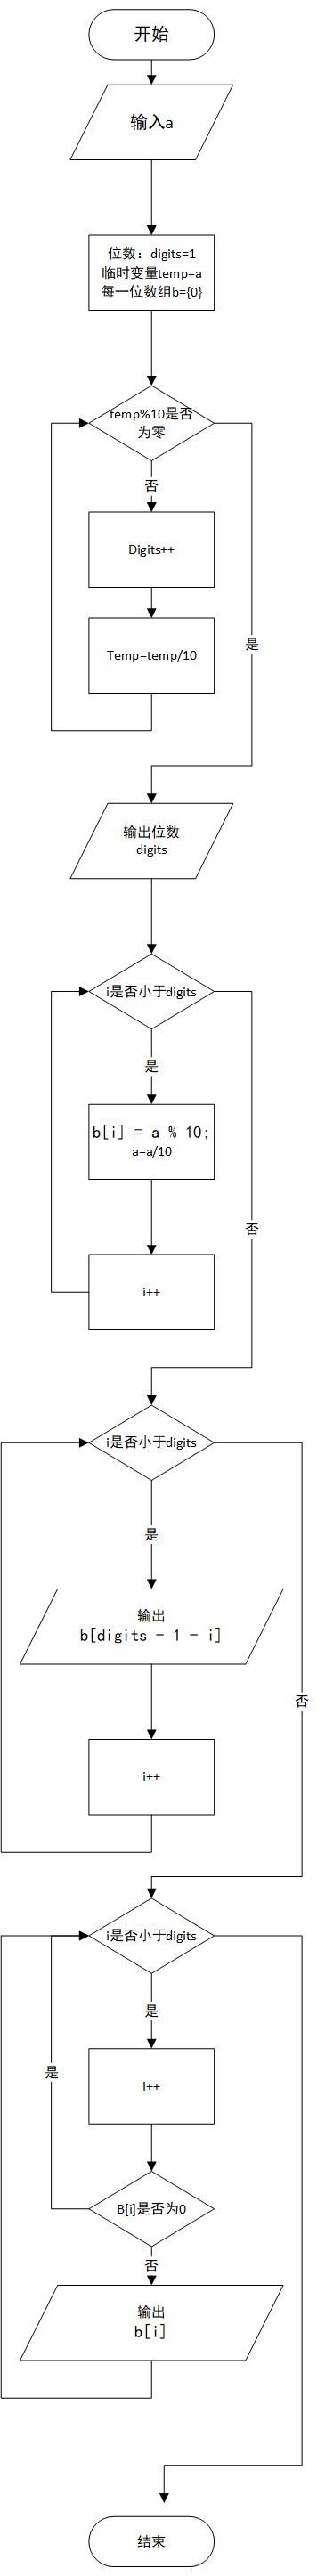 开始
输入a
位数：digits=1
临时变量temp=a
每一位数组b={0}
temp%10是否
为零
否
Digits++
Temp=temp/10
是
输出位数
digits
i是否小于digits
是
b[i] = a % 10;
a=a/10
否
i++
i是否小于digits
是
输出
b[digits - 1 - i]
否
i++
i是否小于digits
是
i++
是
B[i]是否为0
否
输出
b[i]
结束